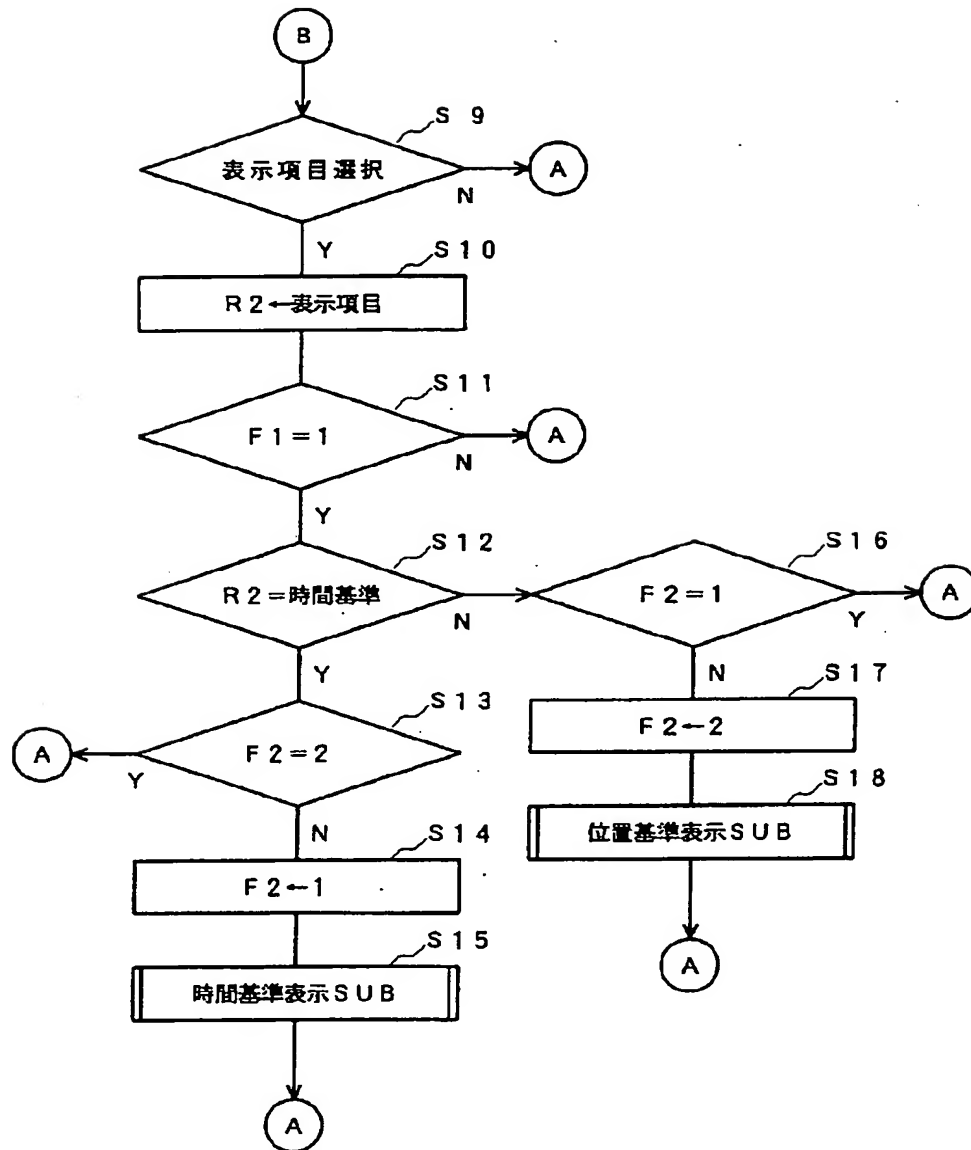 B
S9
表示項目選択
A
N
Y
S10
R2←表示項目
S11
F1=1
A
N
Y
S12
R2=時間基準
N
S16
F2=1
A
Y
Y
S13
F2=2
A
Y
N
S17
F2←2
S18
位置基準表示SUB
A
N
S14
F2←1
S15
時間基準表示SUB
A